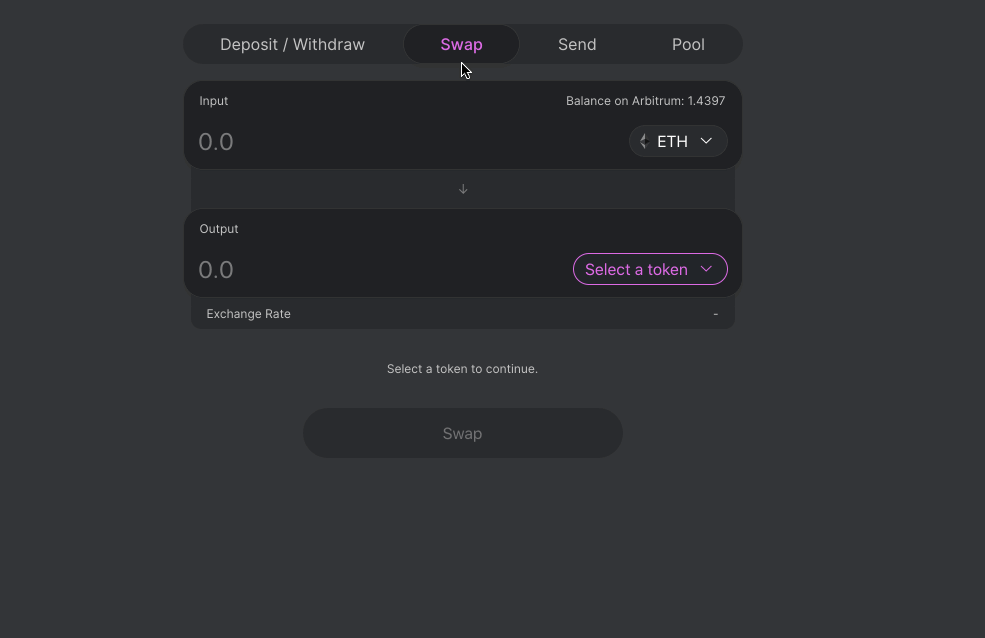 Deposit / Withdraw Swap Send Pool
Input Balance on Arbitrum: 1.4397
0.0 ETH
Output
0.0 Select a token
Exchange Rate -
Select a token to continue.
Swap